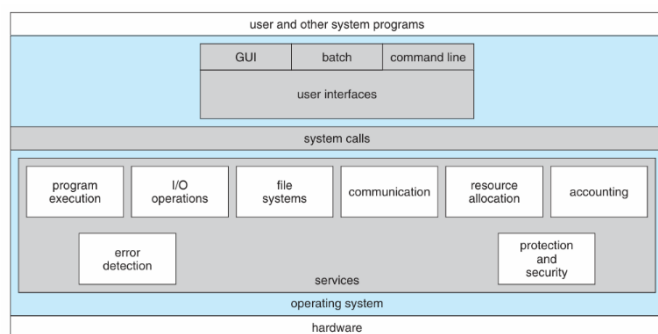 user and other system programs
GUI
batch
command line
user interfaces
system calls
program
execution
I/O
operations
file
systems
communication
resource
allocation
accounting
error
detection
protection
and
security
services
operating system
hardware